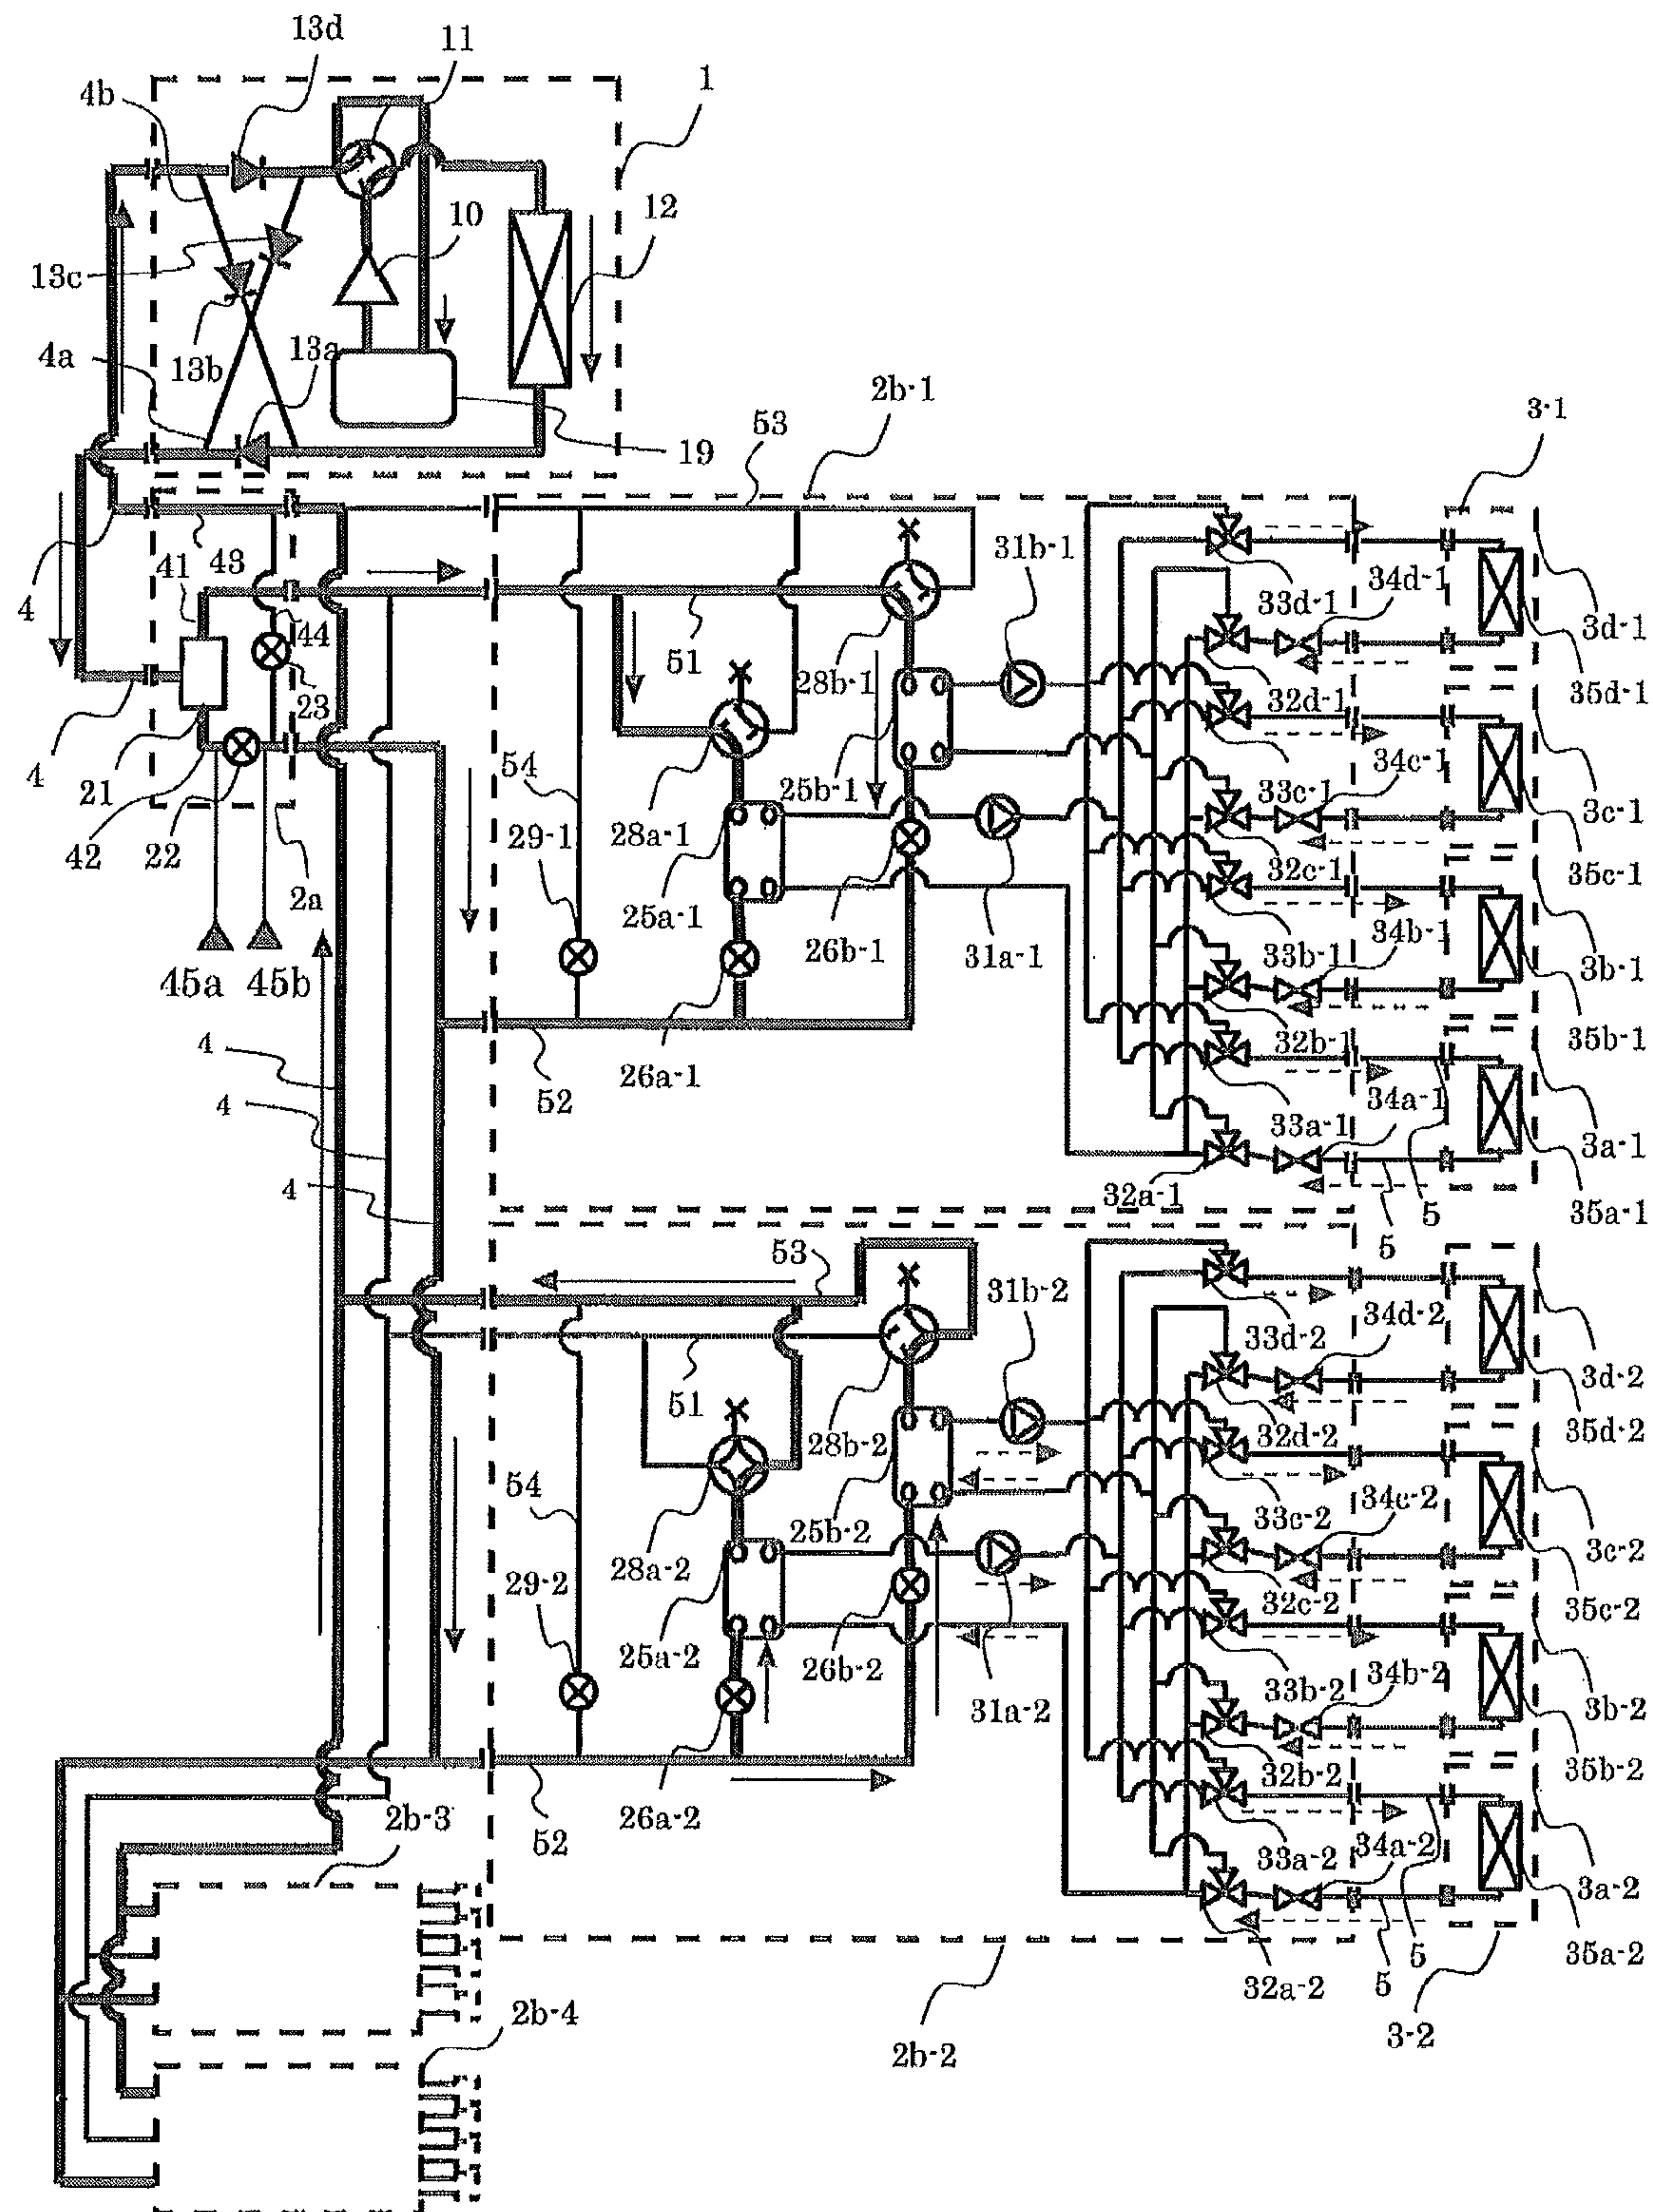 13d
11
1
4b
10
12
13c
13b
13a
4a
19
2b-1
53
3-1
43
41
4
44
23
51
28b-1
31b-1
33d-1
34d-1
3d-1
32d-1
35d-1
4
21
42
22
2a
54
29-1
28a-1
25b-1
33c-1
34c-1
3c-1
32c-1
35c-1
25a-1
26b-1
31a-1
33b-1
34b-1
3b-1
45a
45b
32b-1
35b-1
4
4
4
52
26a-1
33a-1
34a-1
3a-1
32a-1
5
5
35a-1
53
31b-2
33d-2
34d-2
3d-2
51
28b-2
32d-2
35d-2
54
28a-2
25b-2
33c-2
34c-2
3c-2
29-2
25a-2
26b-2
31a-2
32c-2
35c-2
33b-2
34b-2
3b-2
32b-2
35b-2
2b-3
52
26a-2
33a-2
34a-2
3a-2
32a-2
5
5
35a-2
2b-4
2b-2
3-2